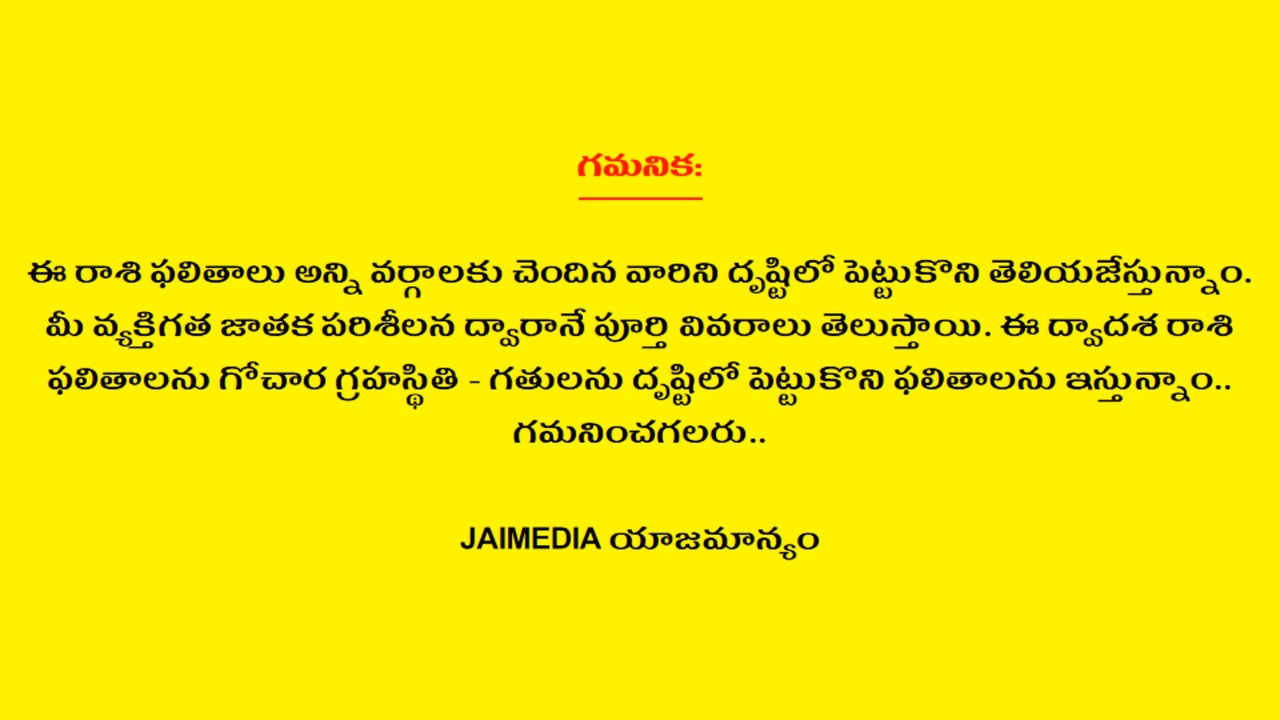 గమనిక:
ఈ రాశి ఫలితాలు అన్ని వర్గాలకు చెందిన వారిని దృష్టిలో పెట్టుకొని తెలియజేస్తున్నాం.
మీ వ్యక్తిగత జాతక పరిశీలన ద్వారానే పూర్తి వివరాలు తెలుస్తాయి. ఈ ద్వాదశ రాశి
ఫలితాలను గోచార గ్రహస్థితి - గతులను దృష్టిలో పెట్టుకొని ఫలితాలను ఇస్తున్నాం..
గమనించగలరు..
JAIMEDIA యాజమాన్యం